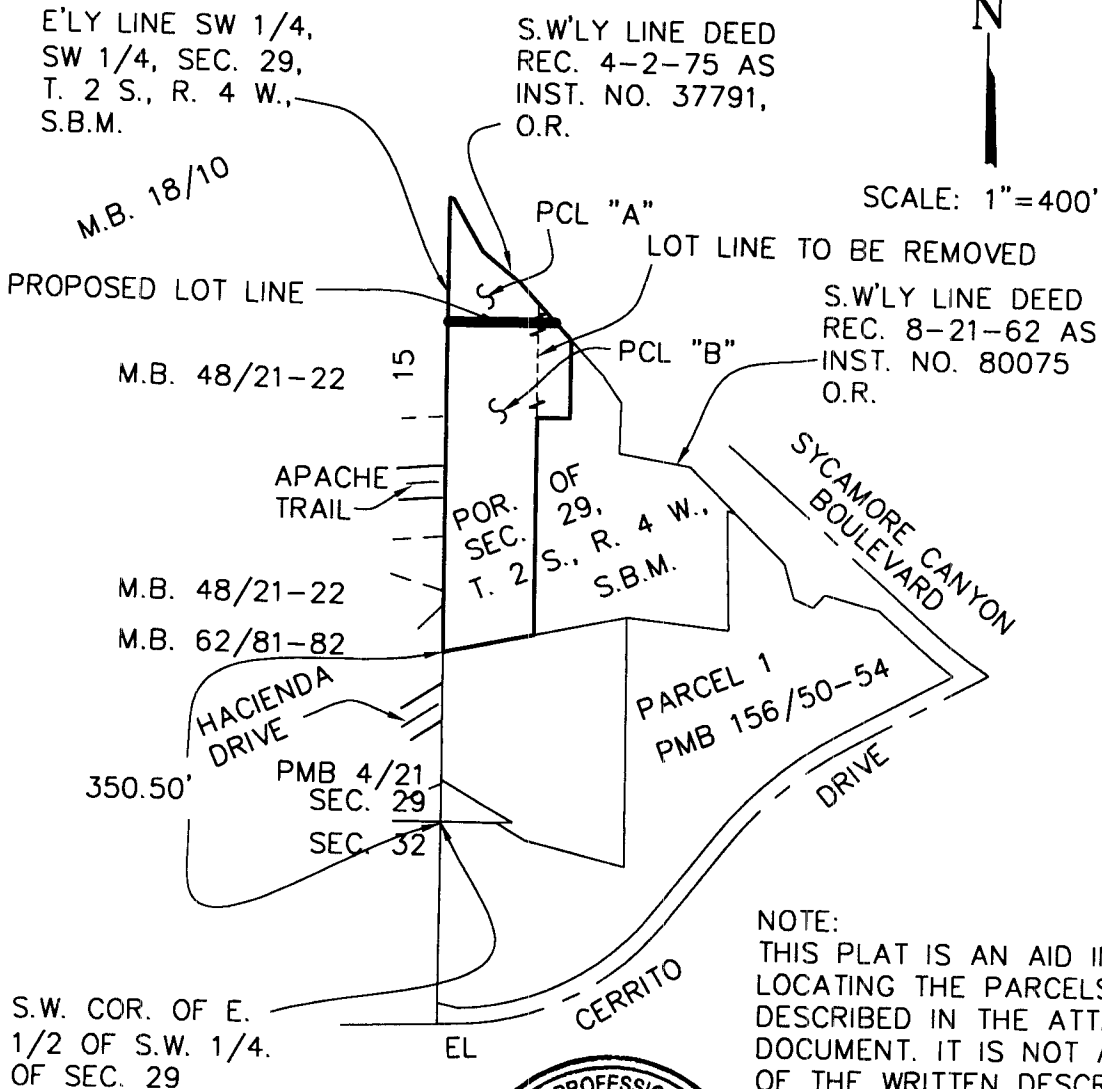 E'LY LINE SW 1/4,
SW 1/4, SEC. 29,
T. 2 S., R. 4 W.,
S.B.M.
S.W'LY LINE DEED
REC. 4-2-75 AS
INST. NO. 37791,
O.R.
N
SCALE: 1"=400'
M.B. 18/10
PCL "A"
LOT LINE TO BE REMOVED
PROPOSED LOT LINE
S.W'LY LINE DEED
REC. 8-21-62 AS
INST. NO. 80075
O.R.
PCL "B"
M.B. 48/21-22
15
SYCAMORE CANYON
BOULEVARD
APACHE
TRAIL
POR. OF
SEC. 29,
T. 2 S., R. 4 W.,
S.B.M.
M.B. 48/21-22
M.B. 62/81-82
HACIENDA
DRIVE
PARCEL 1
PMB 156/50-54
350.50'
PMB 4/21
SEC. 29
SEC. 32
DRIVE
CERRITO
EL
S.W. COR. OF E.
1/2 OF S.W. 1/4.
OF SEC. 29
NOTE:
THIS PLAT IS AN AID
LOCATING THE PARCELS
DESCRIBED IN THE
DOCUMENT. IT IS NOT
OF THE WRITTEN